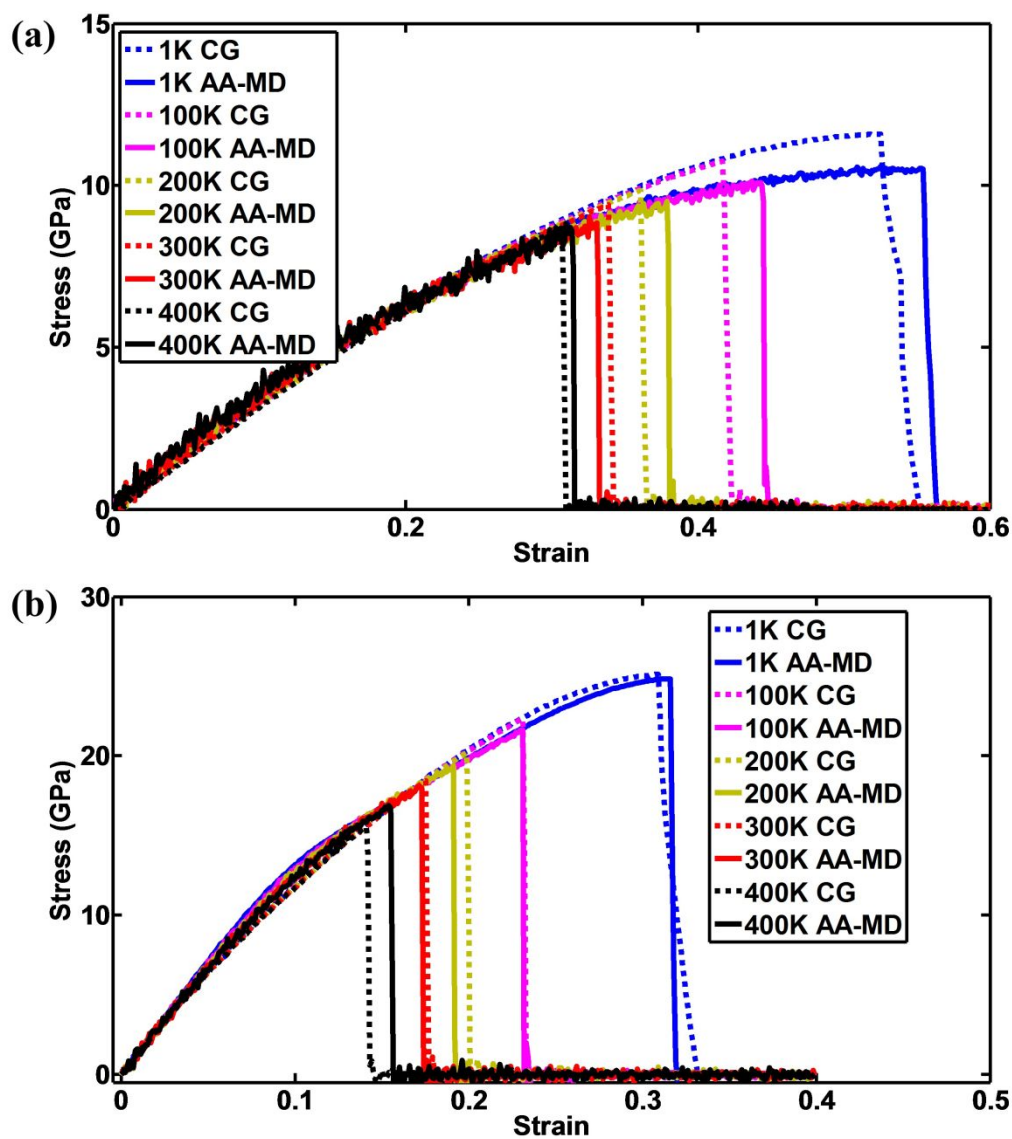 (a)
15
10
5
0
Stress (GPa)
1K CG
1K AA-MD
100K CG
100K AA-MD
200K CG
200K AA-MD
300K CG
300K AA-MD
400K CG
400K AA-MD
0 0.2 0.4 0.6
Strain
(b)
30
20
10
0
Stress (GPa)
1K CG
1K AA-MD
100K CG
100K AA-MD
200K CG
200K AA-MD
300K CG
300K AA-MD
400K CG
400K AA-MD
0 0.1 0.2 0.3 0.4 0.5
Strain